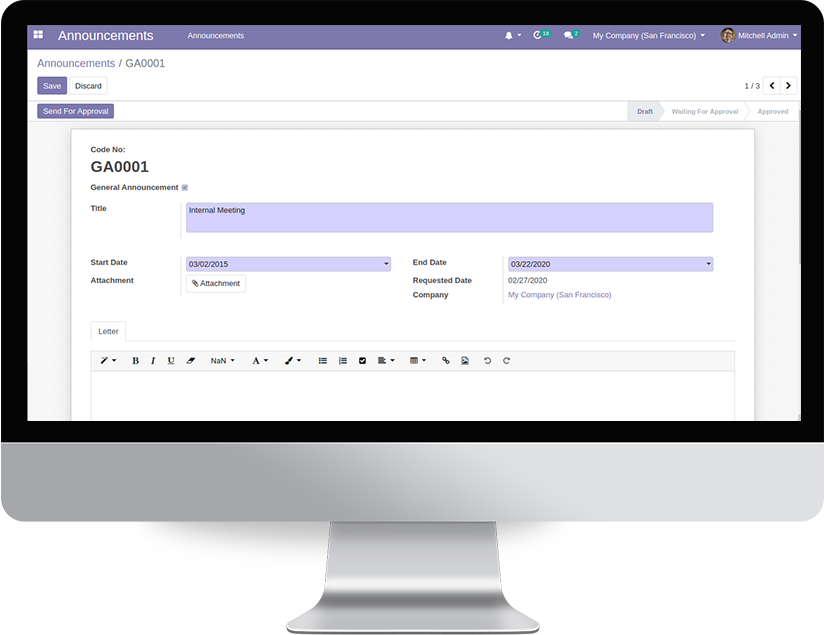 Announcements Announcements 18 2 My Company (San Francisco) Mitchell Admin
Announcements / GA0001
Save Discard 1 / 3
Send For Approval Draft Waiting For Approval Approved
Code No:
GA0001
General Announcement
Title Internal Meeting
Start Date 03/02/2015 End Date 03/22/2020
Attachment Attachment Requested Date 02/27/2020
Company My Company (San Francisco)
Letter
B I U NaN A